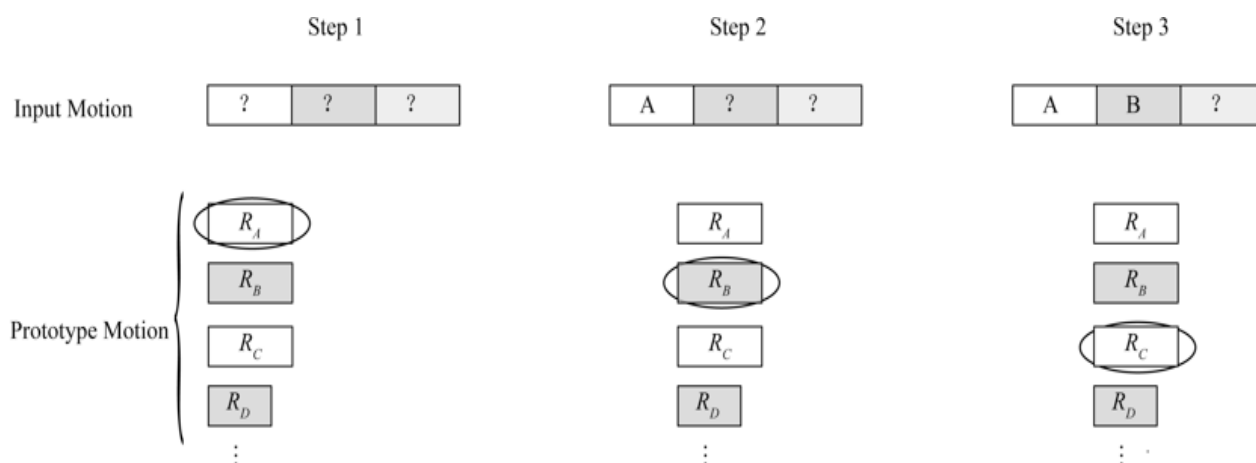 Step 1 Step 2 Step 3
Input Motion ? ? ? A ? ? A B ?
R_A R_A R_A
R_B R_B R_B
Prototype Motion
R_C R_C R_C
R_D R_D R_D
⋮ ⋮ ⋮